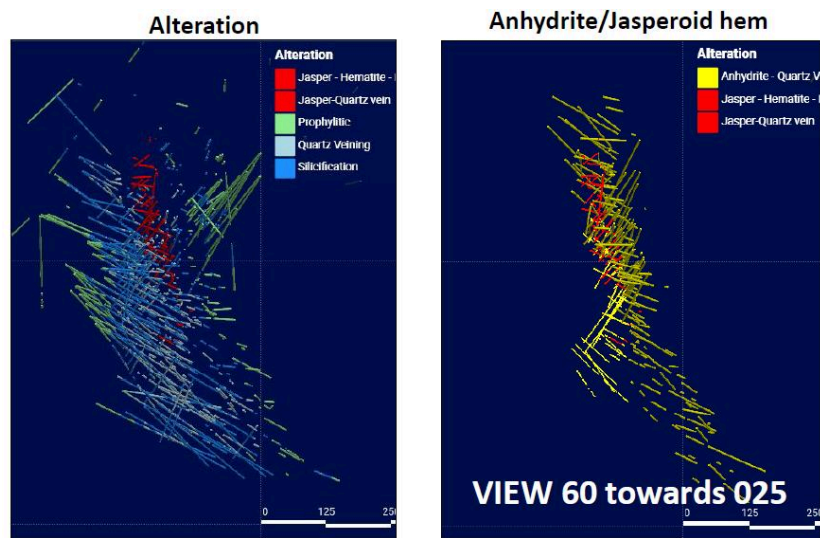 Alteration
Alteration
Jasper - Hematite -
Jasper-Quartz vein
Prophylitic
Quartz Veining
Silicification
0 125 250
Anhydrite/Jasperoid hem
Alteration
Anhydrite - Quartz V
Jasper - Hematite -
Jasper-Quartz vein
VIEW 60 towards 025
0 125 250